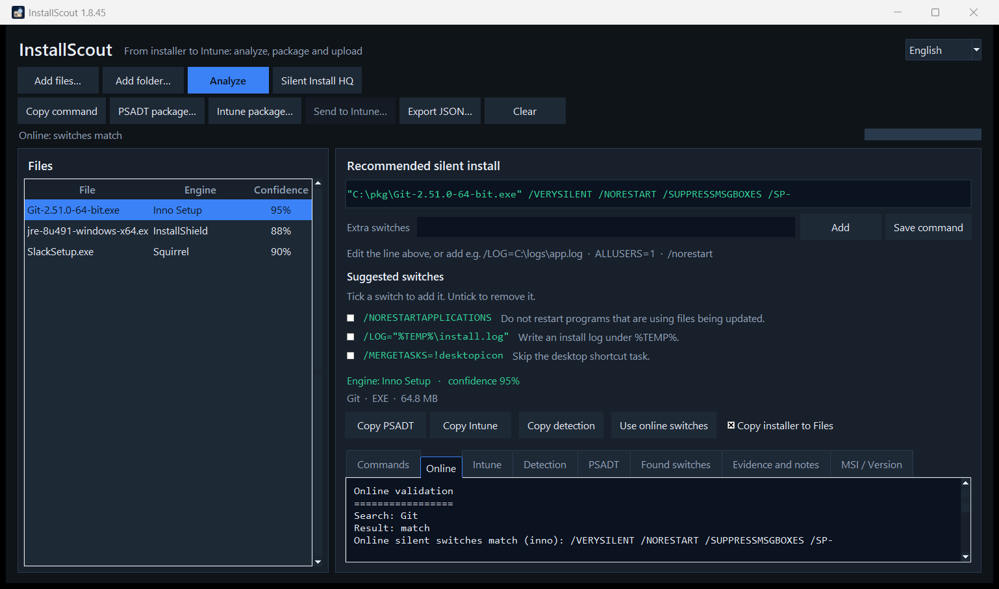 InstallScout 1.8.45
InstallScout From installer to Intune: analyze, package and upload
English
Add files... Add folder... Analyze Silent Install HQ
Copy command PSADT package... Intune package... Send to Intune... Export JSON... Clear
Online: switches match
Files
File Engine Confidence
Git-2.51.0-64-bit.exe Inno Setup 95%
jre-8u491-windows-x64.ex InstallShield 88%
SlackSetup.exe Squirrel 90%
Recommended silent install
"C:\pkg\Git-2.51.0-64-bit.exe" /VERYSILENT /NORESTART /SUPPRESSMSGBOXES /SP-
Extra switches Add Save command
Edit the line above, or add e.g. /LOG=C:\logs\app.log · ALLUSERS=1 · /norestart
Suggested switches
Tick a switch to add it. Untick to remove it.
/NORESTARTAPPLICATIONS Do not restart programs that are using files being updated.
/LOG="%TEMP%\install.log" Write an install log under %TEMP%.
/MERGETASKS=!desktopicon Skip the desktop shortcut task.
Engine: Inno Setup · confidence 95%
Git · EXE · 64.8 MB
Copy PSADT Copy Intune Copy detection Use online switches Copy installer to Files
Commands Online Intune Detection PSADT Found switches Evidence and notes MSI / Version
Online validation
=================
Search: Git
Result: match
Online silent switches match (inno): /VERYSILENT /NORESTART /SUPPRESSMSGBOXES /SP-